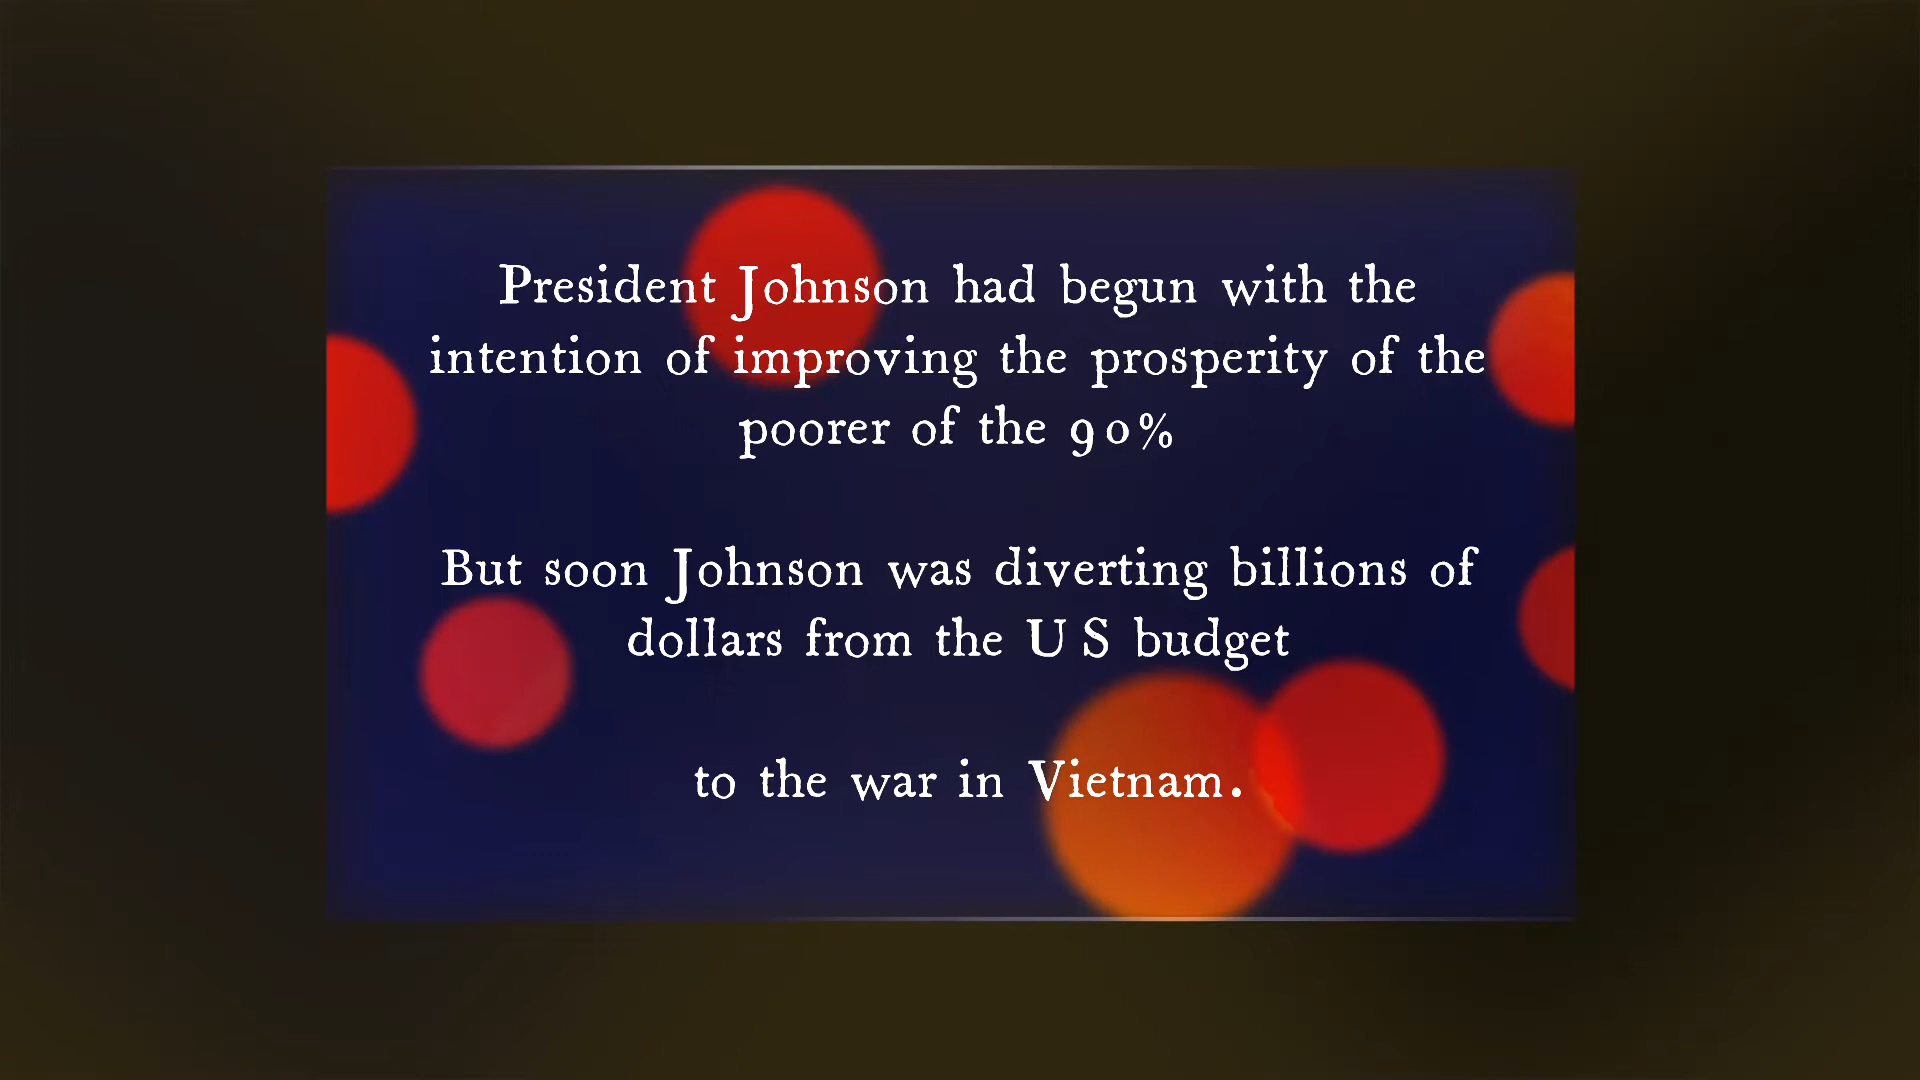 President Johnson had begun with the
intention of improving the prosperity of the
poorer of the 90%
But soon Johnson was diverting billions of
dollars from the US budget
to the war in Vietnam.